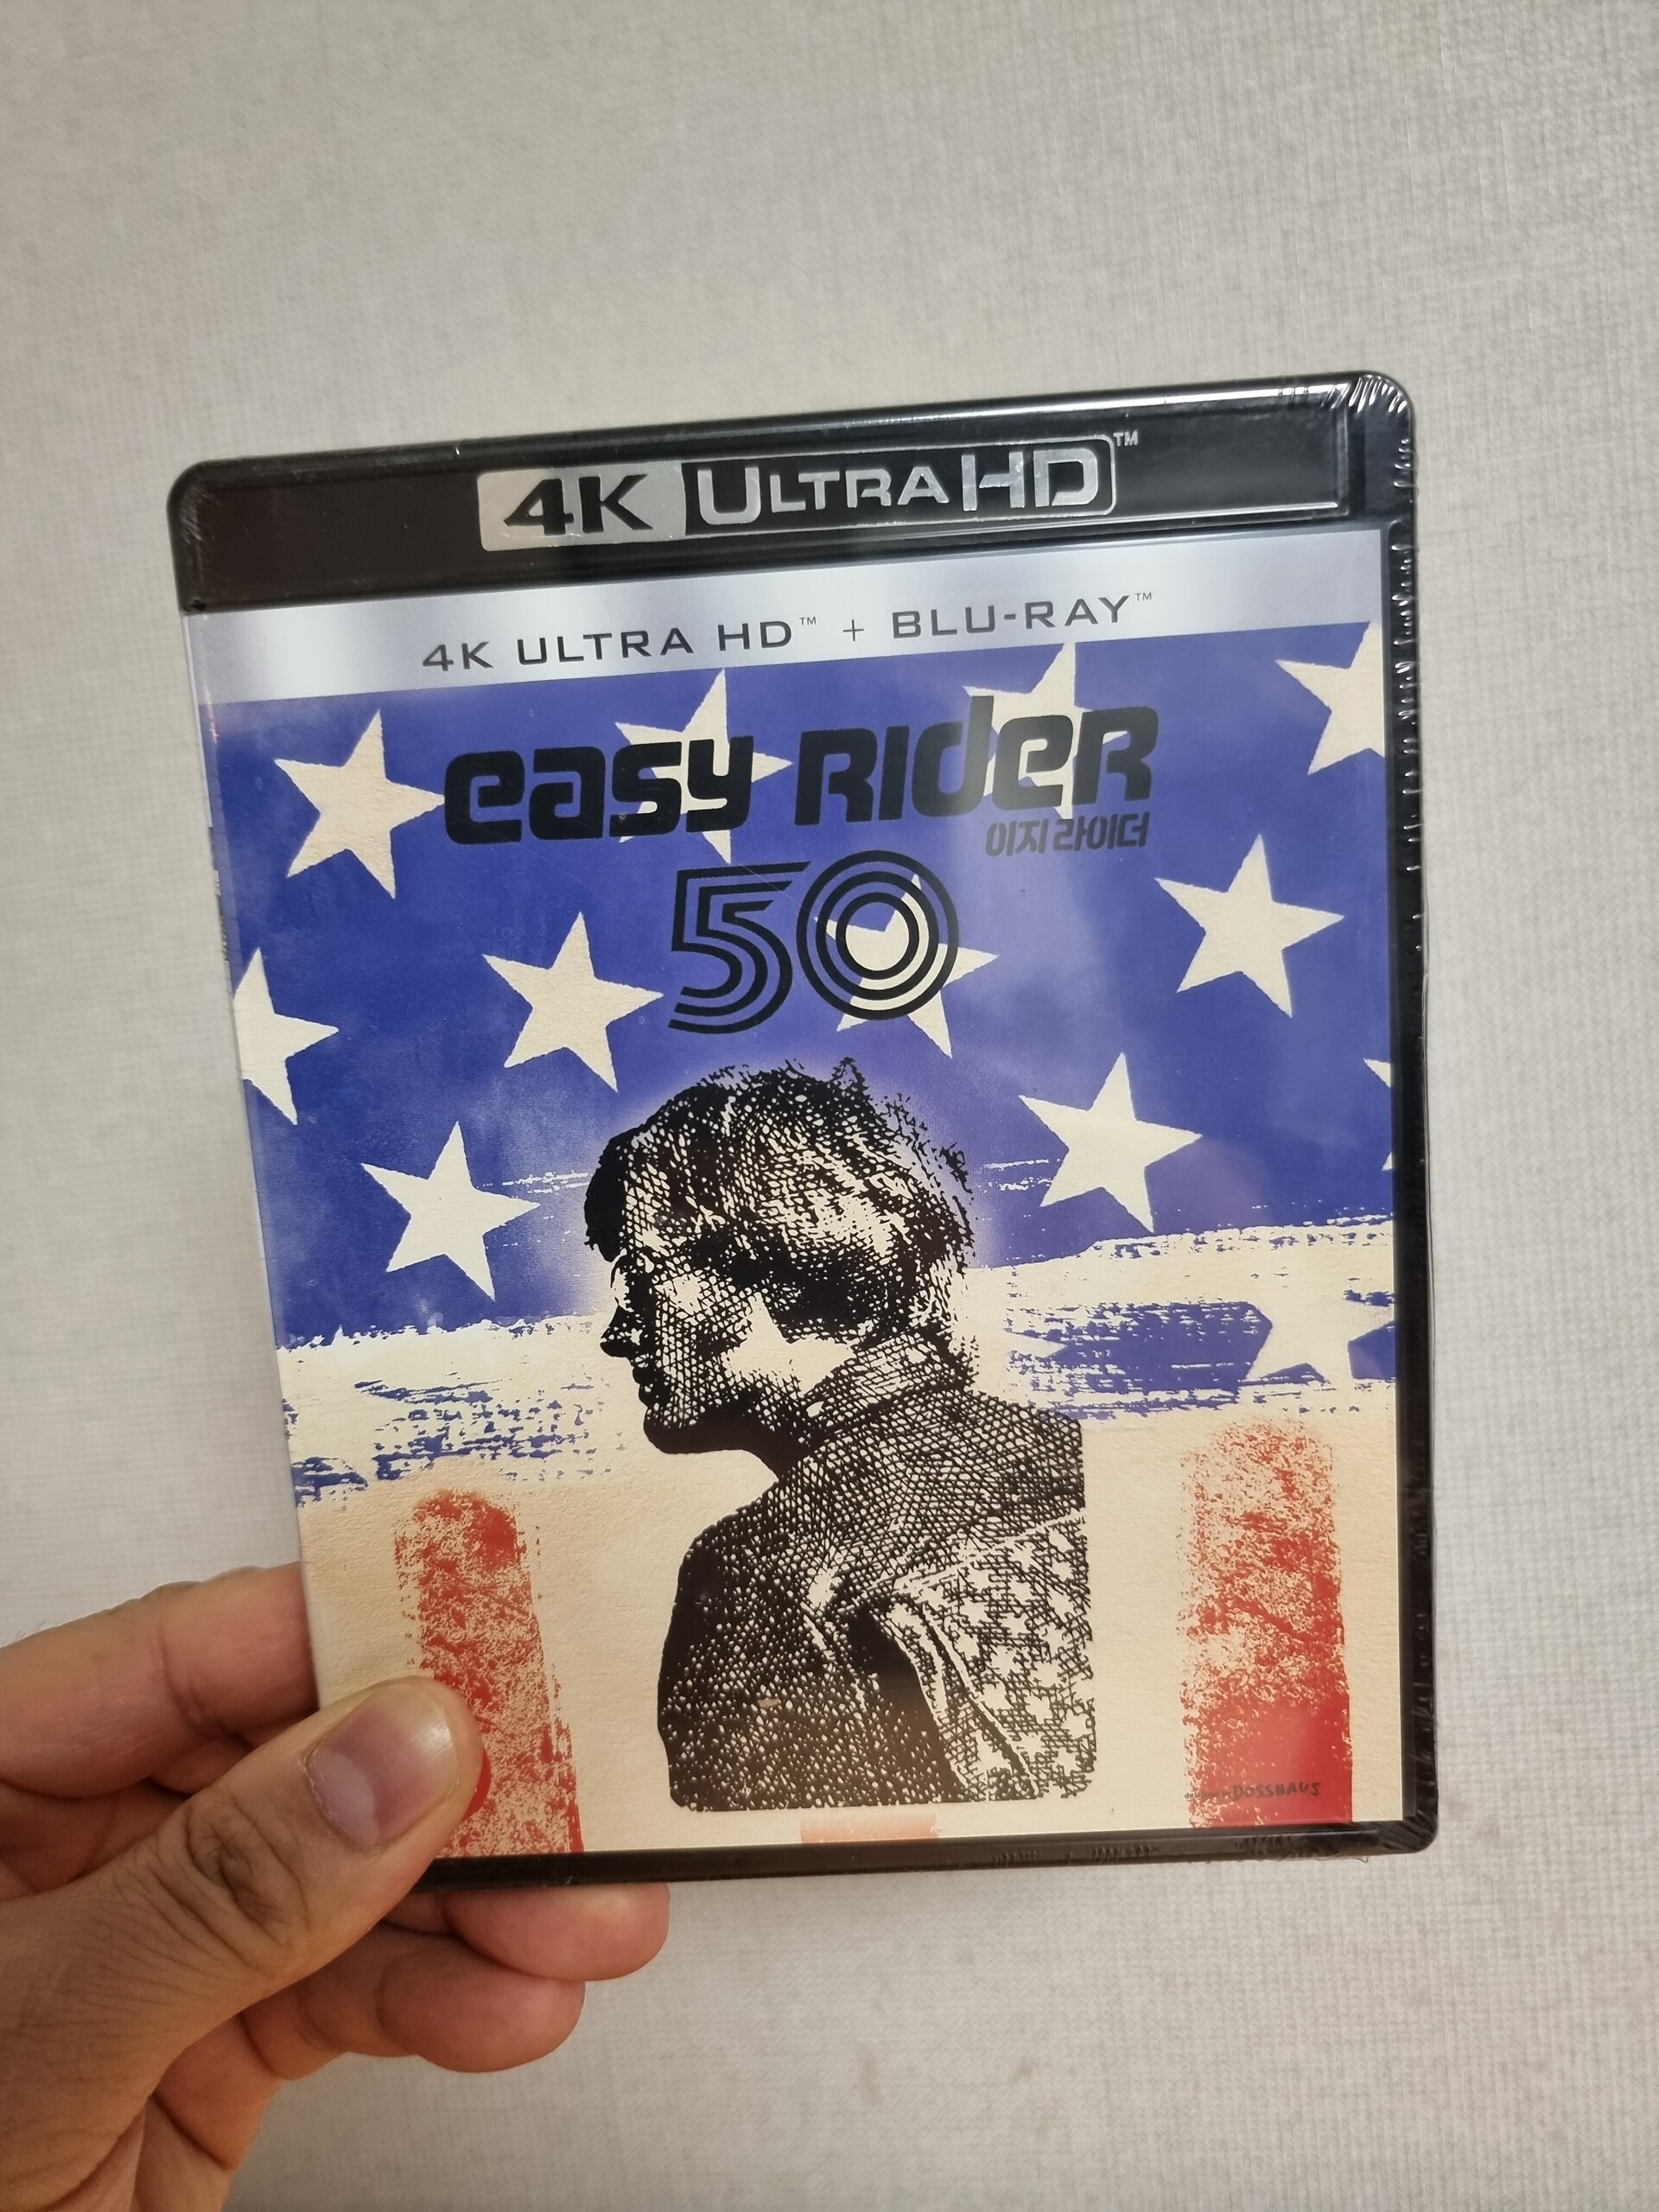 4K ULTRA HD™
4K ULTRA HD™ + BLU-RAY™
easy RideR
이지 라이더
50
DOSSHAUS